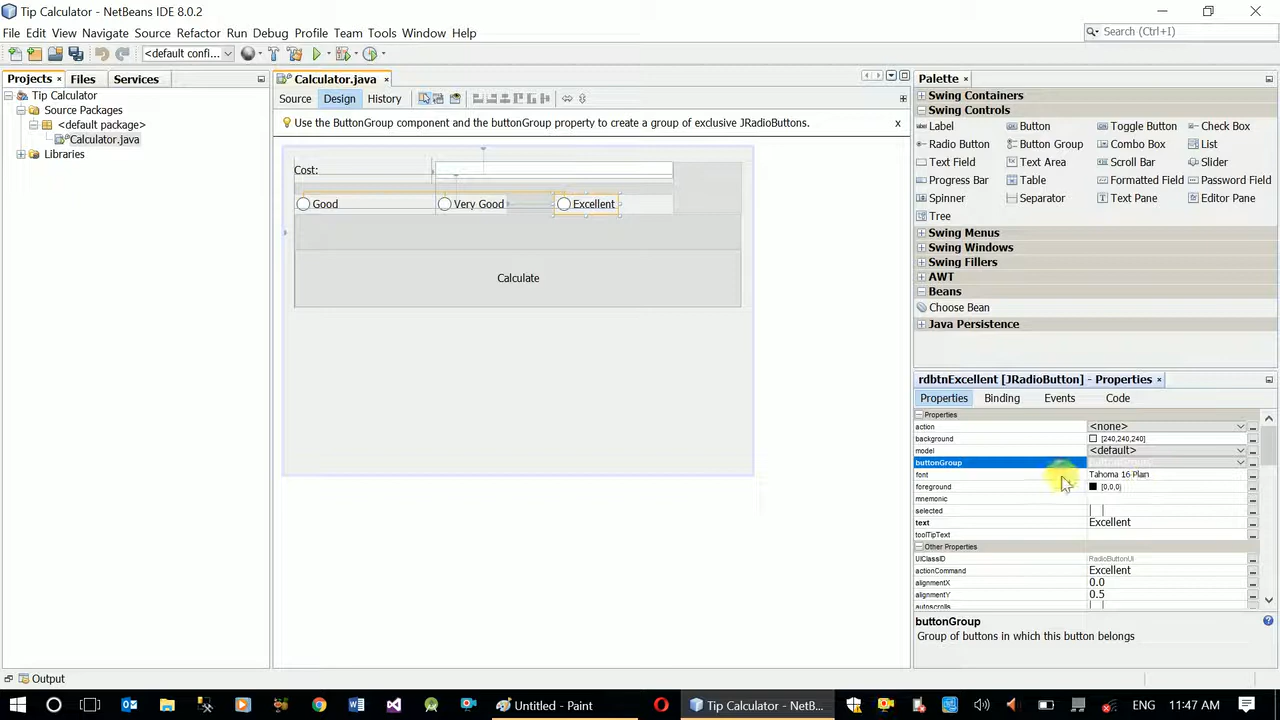 Tip Calculator - NetBeans IDE 8.0.2
File Edit View Navigate Source Refactor Run Debug Profile Team Tools Window Help
Search (Ctrl+I)
<default confi...
Projects Files Services
Calculator.java
Palette
Tip Calculator
Source Packages
<default package>
Calculator.java
Libraries
Source Design History
Use the ButtonGroup component and the buttonGroup property to create a group of exclusive JRadioButtons.
x
Cost:
Good Very Good Excellent
Calculate
Swing Containers
Swing Controls
Label Button Toggle Button Check Box
Radio Button Button Group Combo Box List
Text Field Text Area Scroll Bar Slider
Progress Bar Table Formatted Field Password Field
Spinner Separator Text Pane Editor Pane
Tree
Swing Menus
Swing Windows
Swing Fillers
AWT
Beans
Choose Bean
Java Persistence
rdbtnExcellent [JRadioButton] - Properties
Properties Binding Events Code
Properties
action <none>
background [240,240,240]
model <default>
buttonGroup
font Tahoma 16 Plain
foreground [0,0,0]
mnemonic
selected
text Excellent
toolTipText
Other Properties
UIClassID RadioButtonUI
actionCommand Excellent
alignmentX 0.0
alignmentY 0.5
autoscrolls
buttonGroup
Group of buttons in which this button belongs
Output
Untitled - Paint
Tip Calculator - NetB...
ENG 11:47 AM